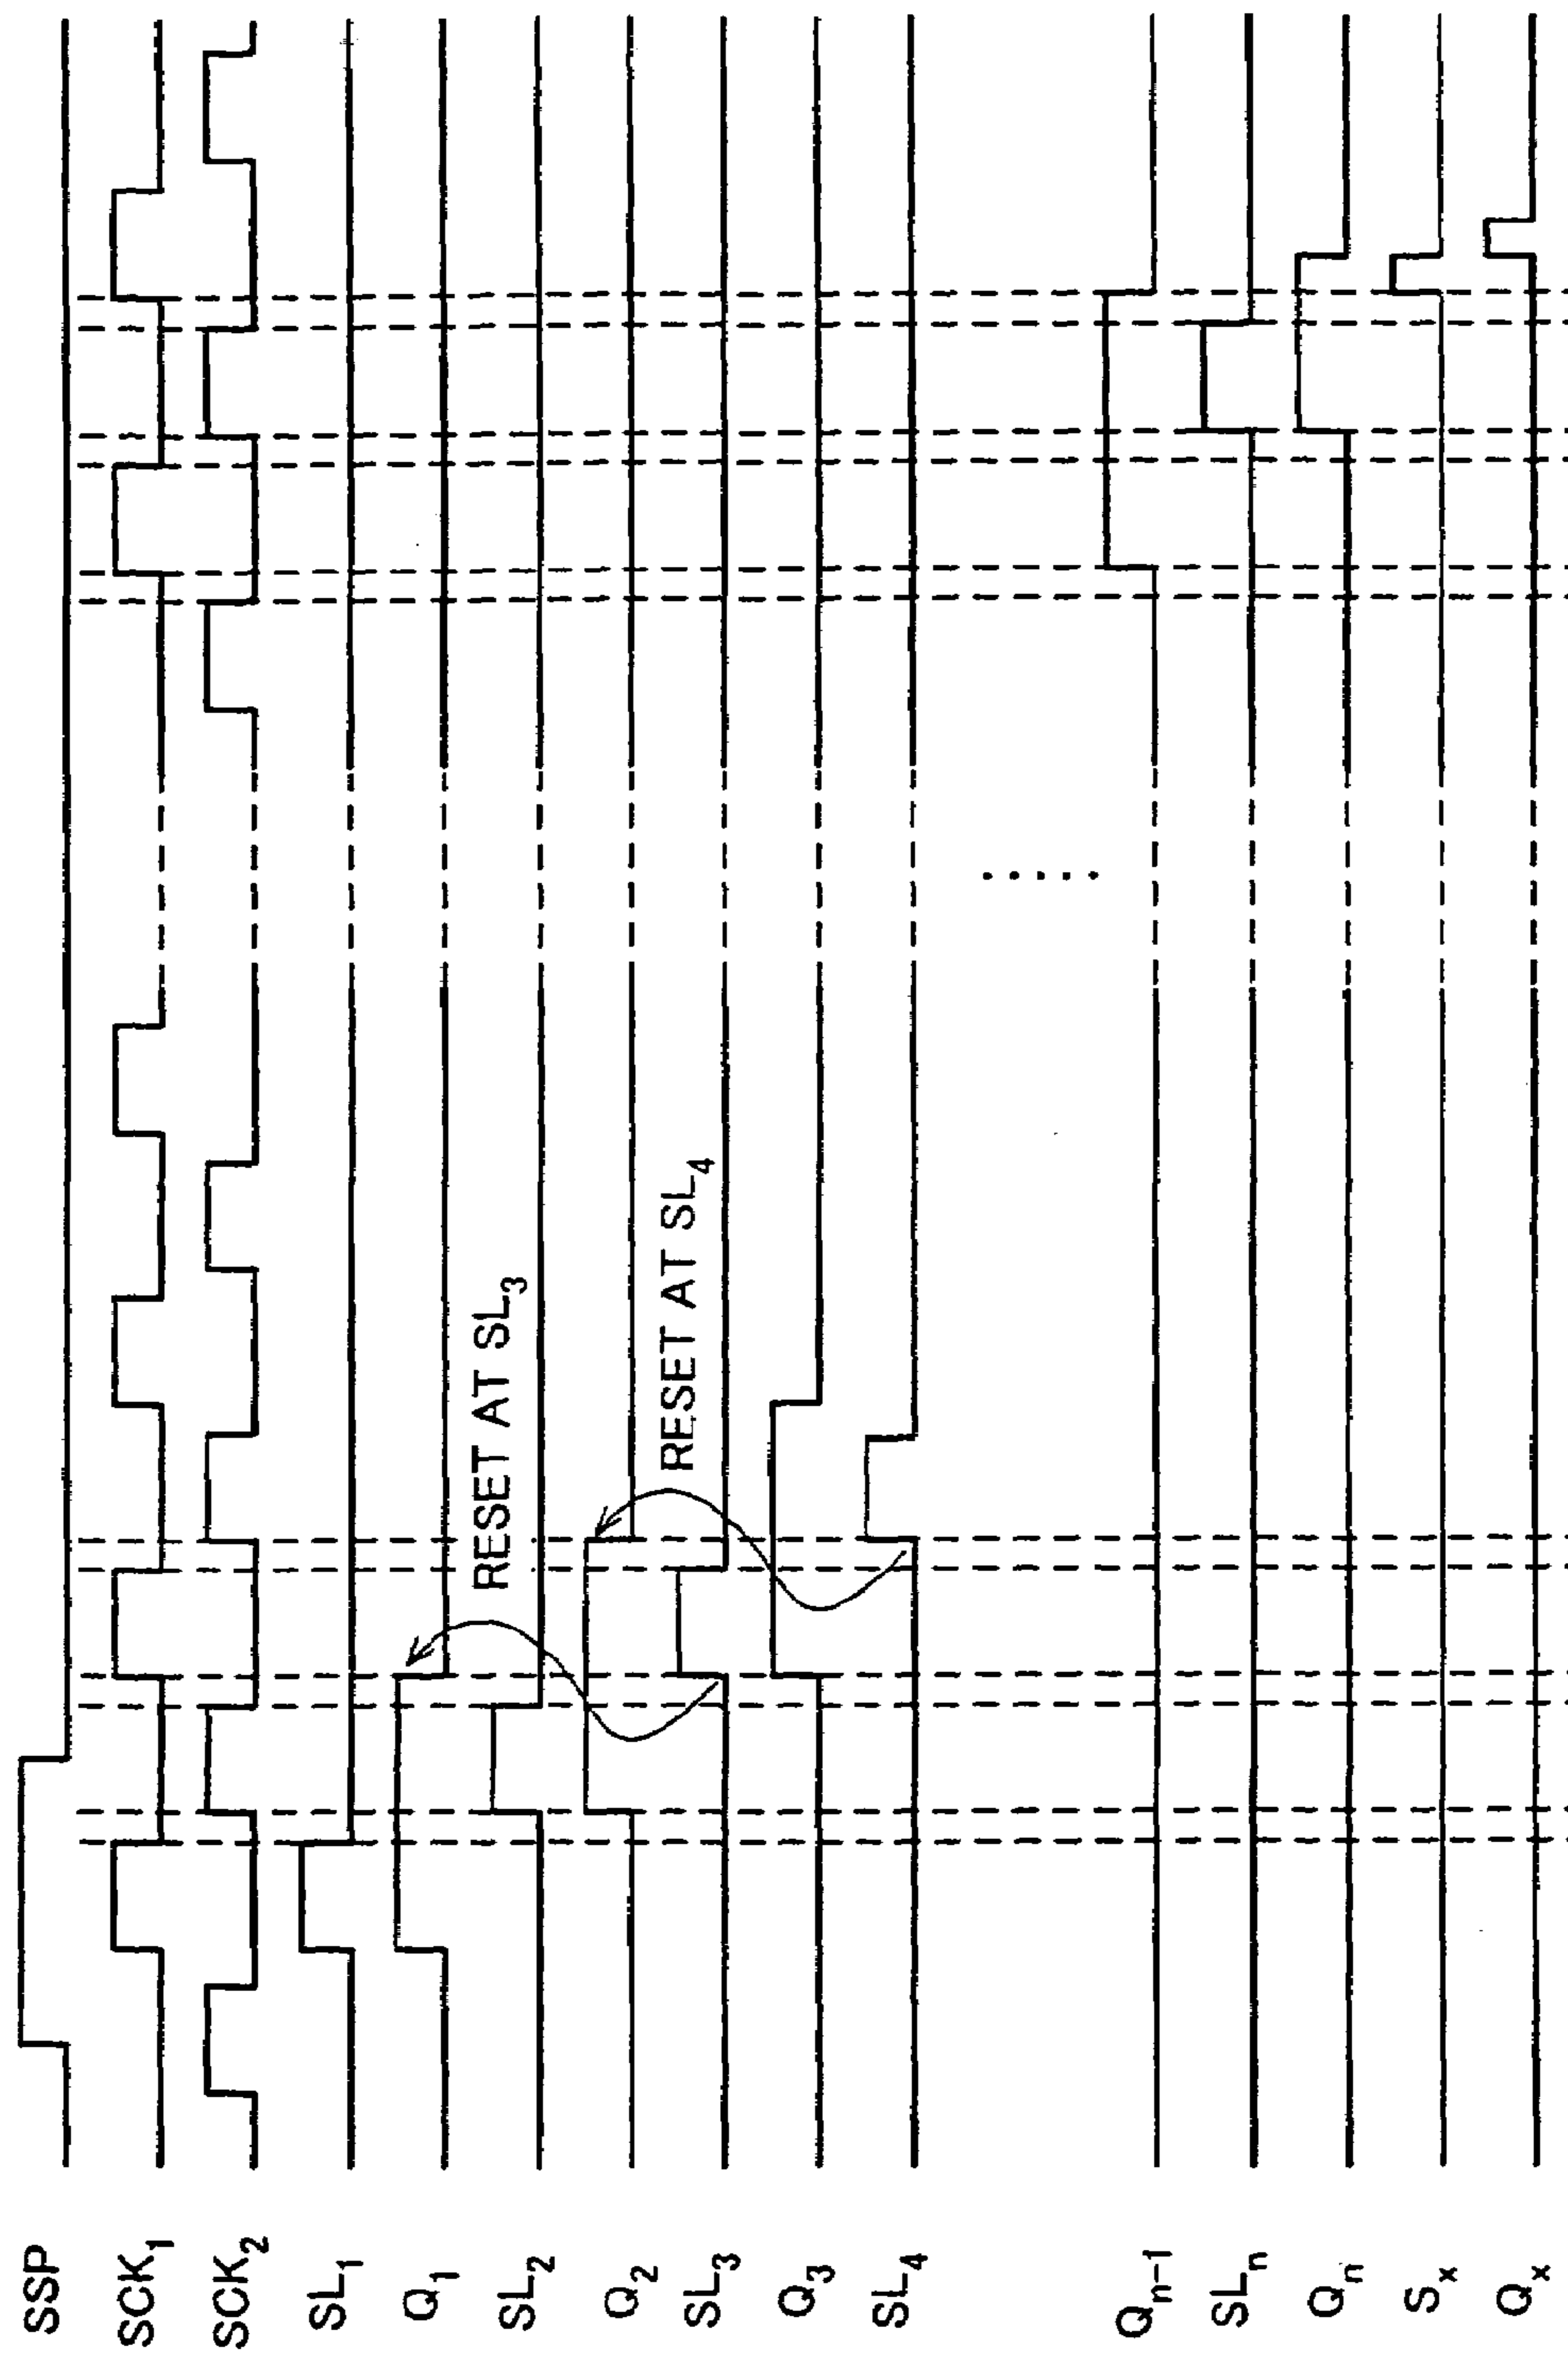 SSP
SCK₁
SCK₂
SL₁
Q₁
RESET AT SL₃
SL₂
Q₂
RESET AT SL₄
SL₃
Q₃
SL₄
.....
Qₙ₋₁
SLₙ
Qₙ
Sₓ
Qₓ